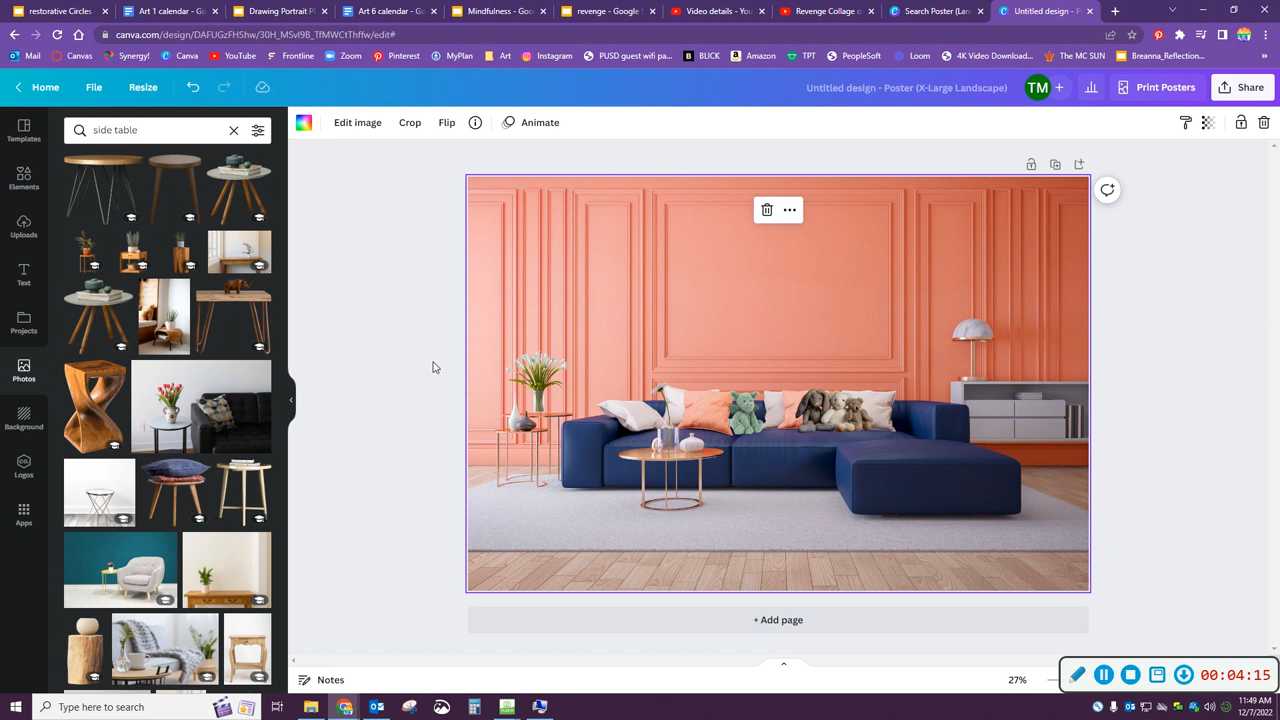 restorative Circles
Art 1 calendar - Go
Drawing Portrait Pl
Art 6 calendar - Go
Mindfulness - Goo
revenge - Google S
Video details - You
Revenge Collage c
Search Poster (Lan
Untitled design - P
canva.com/design/DAFUGzFHShw/30H_MSvI9B_TfMWCtThffw/edit#
Mail
Canvas
Synergy!
Canva
YouTube
Frontline
Zoom
Pinterest
MyPlan
Art
Instagram
PUSD guest wifi pa...
BLICK
Amazon
TPT
PeopleSoft
4K Video Download...
The MC SUN
Breanna_Reflection...
Home
File
Resize
Untitled design - Poster (X-Large Landscape)
TM
Print Posters
Share
side table
Edit image
Crop
Flip
Animate
Templates
Elements
Uploads
Text
Projects
Photos
Background
Logos
Apps
+ Add page
Notes
27%
00:04:15
Type here to search
11:49 AM
12/7/2022